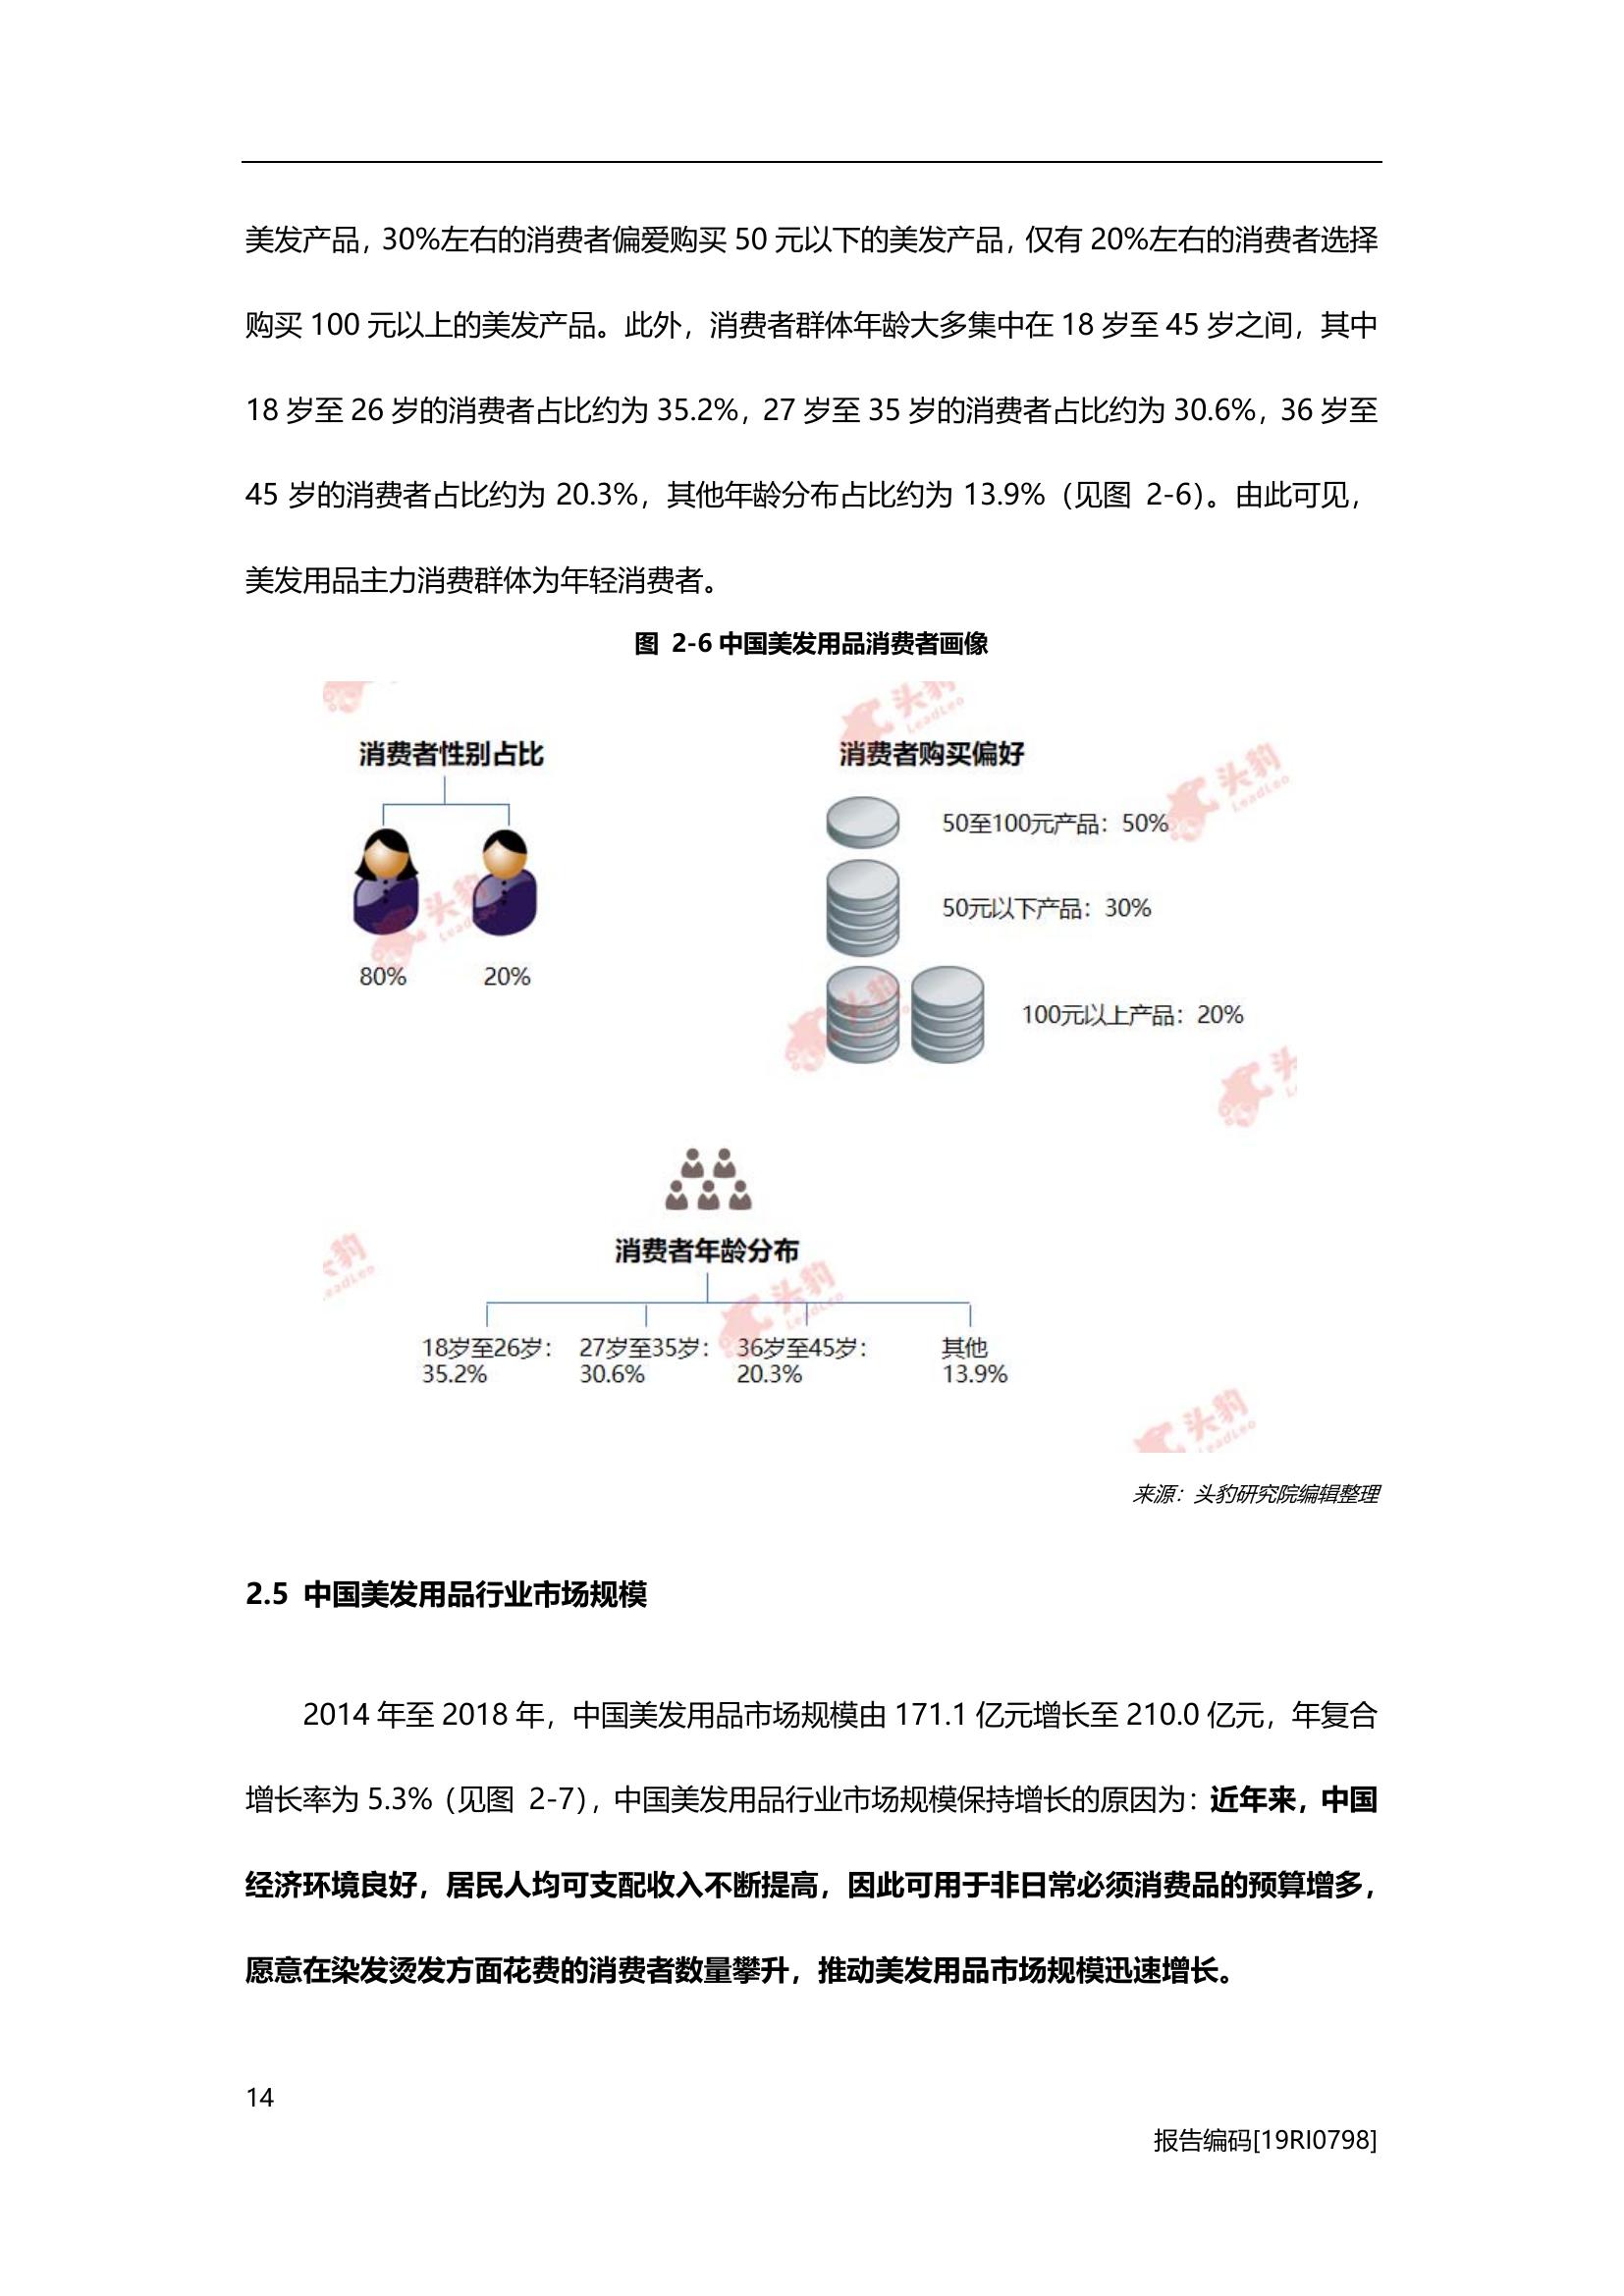 美发产品，30%左右的消费者偏爱购买 50 元以下的美发产品，仅有 20%左右的消费者选择
购买 100 元以上的美发产品。此外，消费者群体年龄大多集中在 18 岁至 45 岁之间，其中
18 岁至 26 岁的消费者占比约为 35.2%，27 岁至 35 岁的消费者占比约为 30.6%，36 岁至
45 岁的消费者占比约为 20.3%，其他年龄分布占比约为 13.9%（见图 2-6）。由此可见，
美发用品主力消费群体为年轻消费者。
图 2-6 中国美发用品消费者画像
消费者性别占比
80%
20%
消费者购买偏好
50至100元产品：50%
50元以下产品：30%
100元以上产品：20%
消费者年龄分布
18岁至26岁：
35.2%
27岁至35岁：
30.6%
36岁至45岁：
20.3%
其他
13.9%
头豹
LeadLeo
头豹
LeadLeo
头豹
LeadLeo
头豹
头豹
LeadLeo
头豹
LeadLeo
来源：头豹研究院编辑整理
2.5 中国美发用品行业市场规模
2014 年至 2018 年，中国美发用品市场规模由 171.1 亿元增长至 210.0 亿元，年复合
增长率为 5.3%（见图 2-7），中国美发用品行业市场规模保持增长的原因为：近年来，中国
经济环境良好，居民人均可支配收入不断提高，因此可用于非日常必须消费品的预算增多，
愿意在染发烫发方面花费的消费者数量攀升，推动美发用品市场规模迅速增长。
14
报告编码[19RI0798]